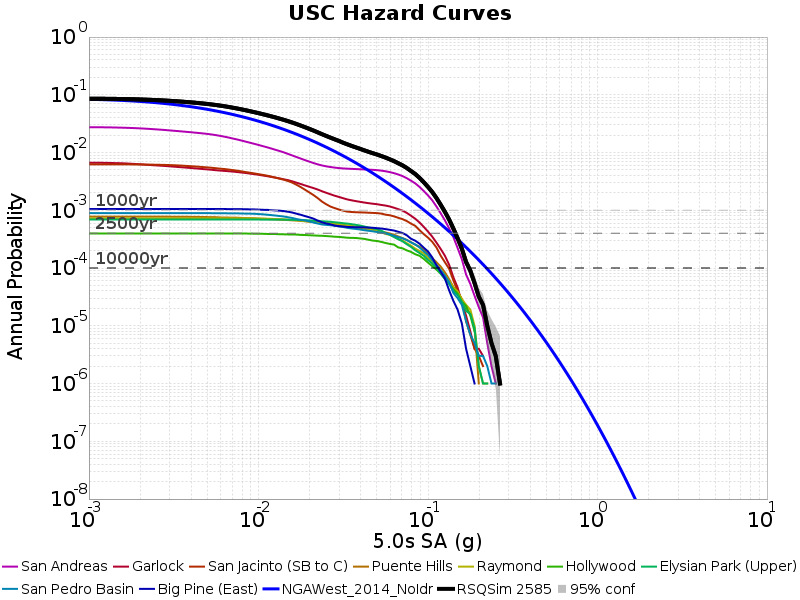 USC Hazard Curves
10^0
10^-1
10^-2
10^-3
10^-4
10^-5
10^-6
10^-7
10^-8
Annual Probability
1000yr
2500yr
10000yr
10^-3 10^-2 10^-1 10^0 10^1
5.0s SA (g)
San Andreas Garlock San Jacinto (SB to C) Puente Hills Raymond Hollywood Elysian Park (Upper)
San Pedro Basin Big Pine (East) NGAWest_2014_NoIdr RSQSim 2585 95% conf